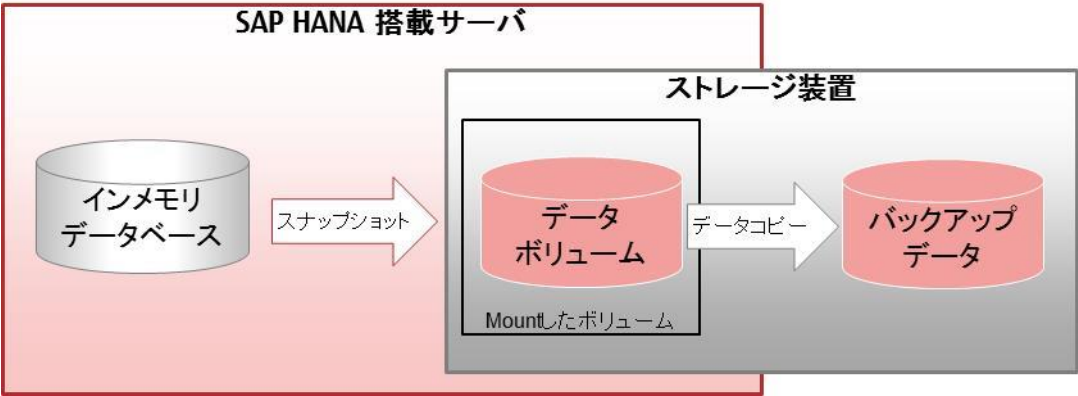 SAP HANA 搭載サーバ
ストレージ装置
インメモリ
データベース
スナップショット
データ
ボリューム
Mountしたボリューム
データコピー
バックアップ
データ